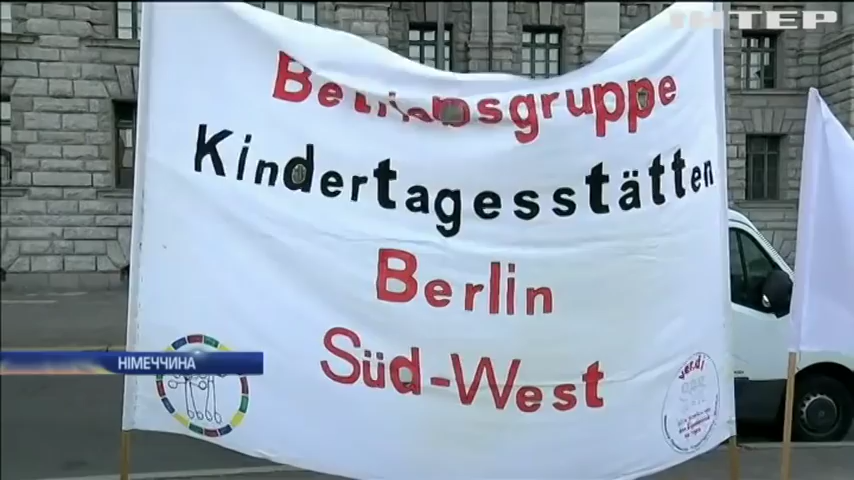 ІНТЕР
Betriebsgruppe
Kindertagesstätten
Berlin
Süd-West
НІМЕЧЧИНА
ver.di